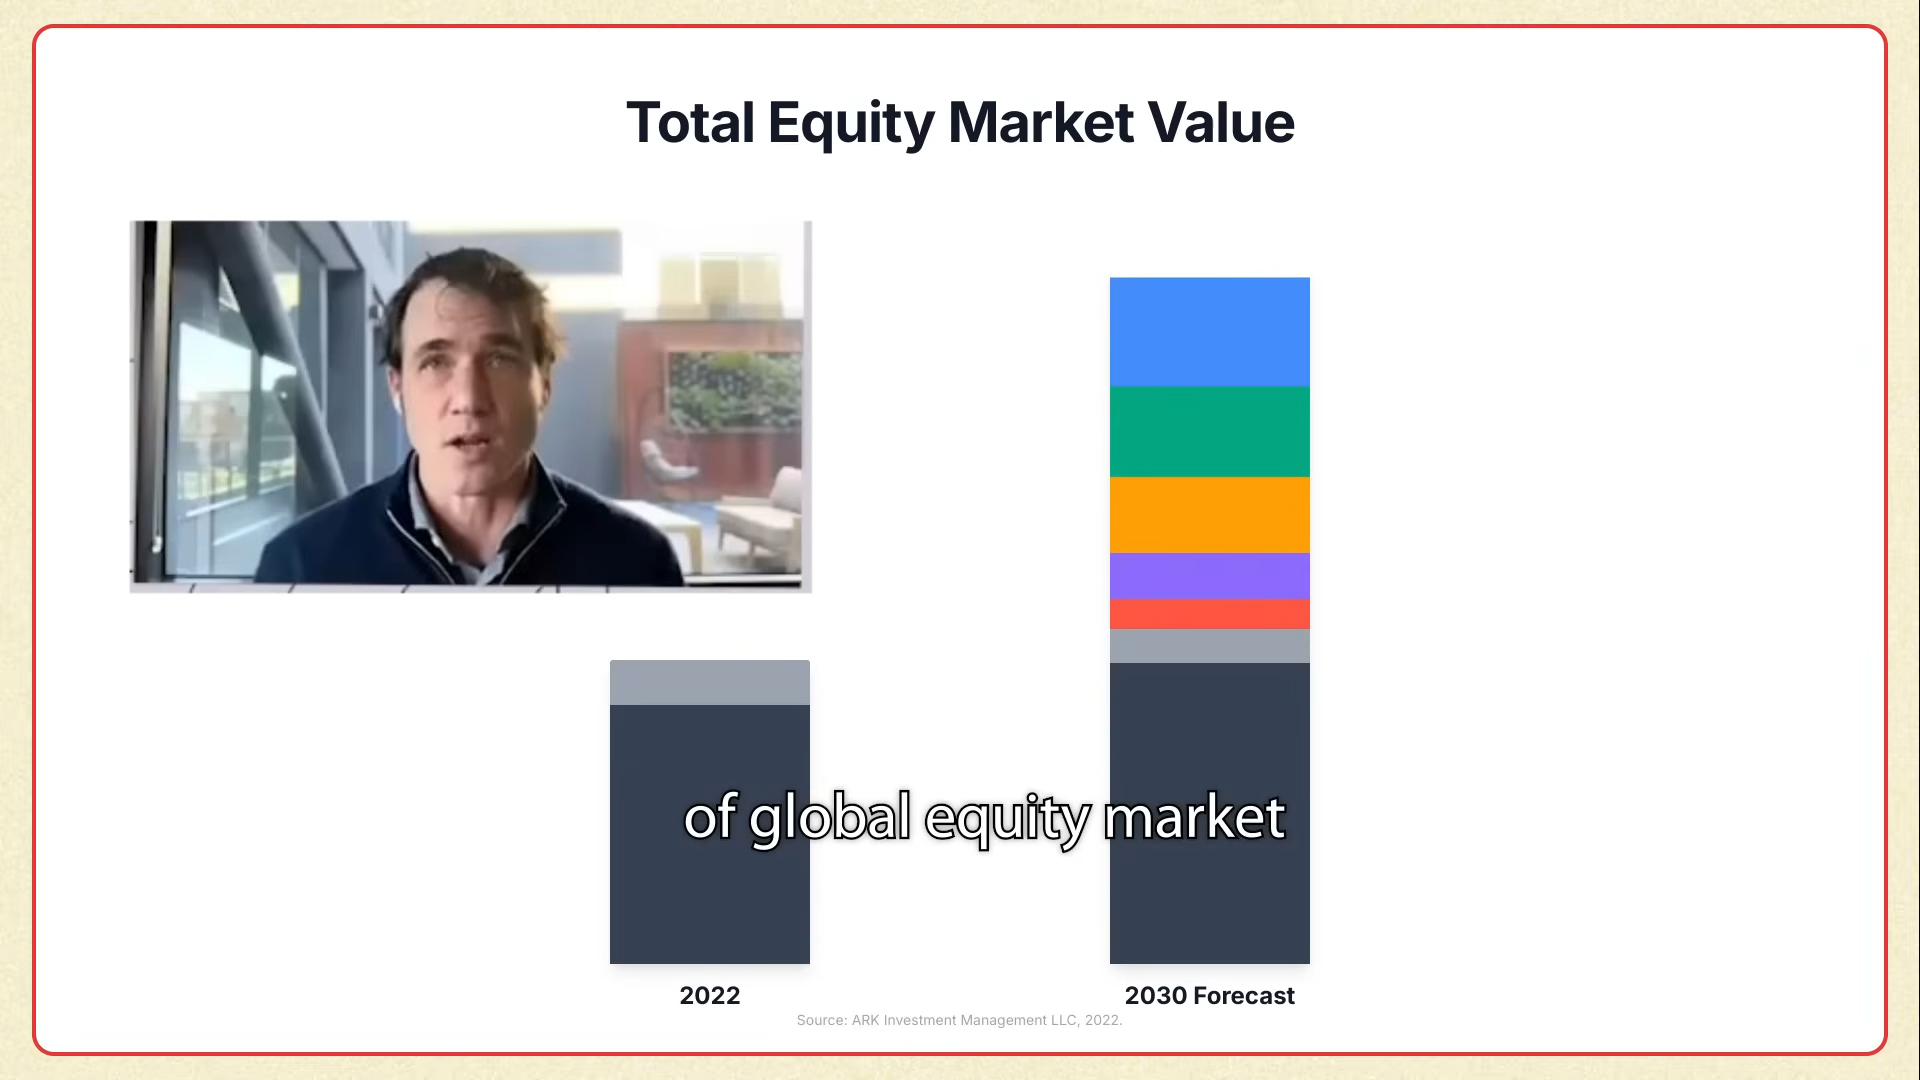 Total Equity Market Value
of global equity market
2022
2030 Forecast
Source: ARK Investment Management LLC, 2022.